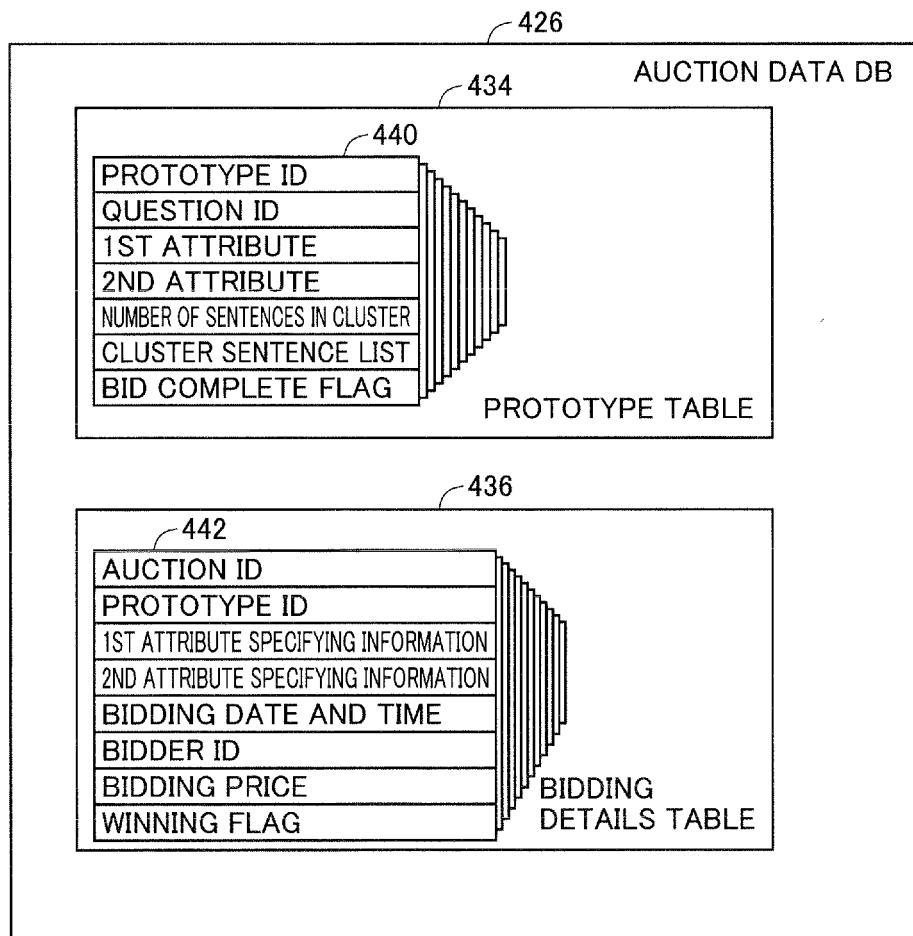 426
AUCTION DATA DB
434
440
PROTOTYPE ID
QUESTION ID
1ST ATTRIBUTE
2ND ATTRIBUTE
NUMBER OF SENTENCES IN CLUSTER
CLUSTER SENTENCE LIST
BID COMPLETE FLAG
PROTOTYPE TABLE
436
442
AUCTION ID
PROTOTYPE ID
1ST ATTRIBUTE SPECIFYING INFORMATION
2ND ATTRIBUTE SPECIFYING INFORMATION
BIDDING DATE AND TIME
BIDDER ID
BIDDING PRICE
WINNING FLAG
BIDDING
DETAILS TABLE